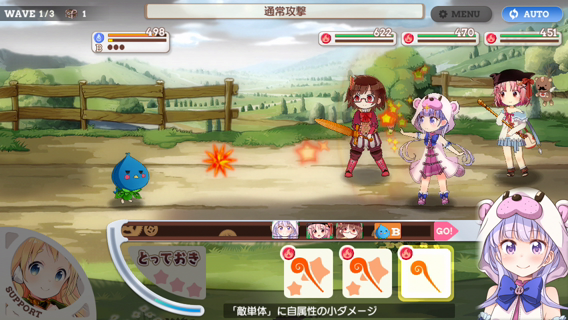 WAVE 1/3
1
通常攻撃
MENU
AUTO
498
B
622
470
451
B
GO!
とっておき
SUPPORT
「敵単体」に自属性の小ダメージ